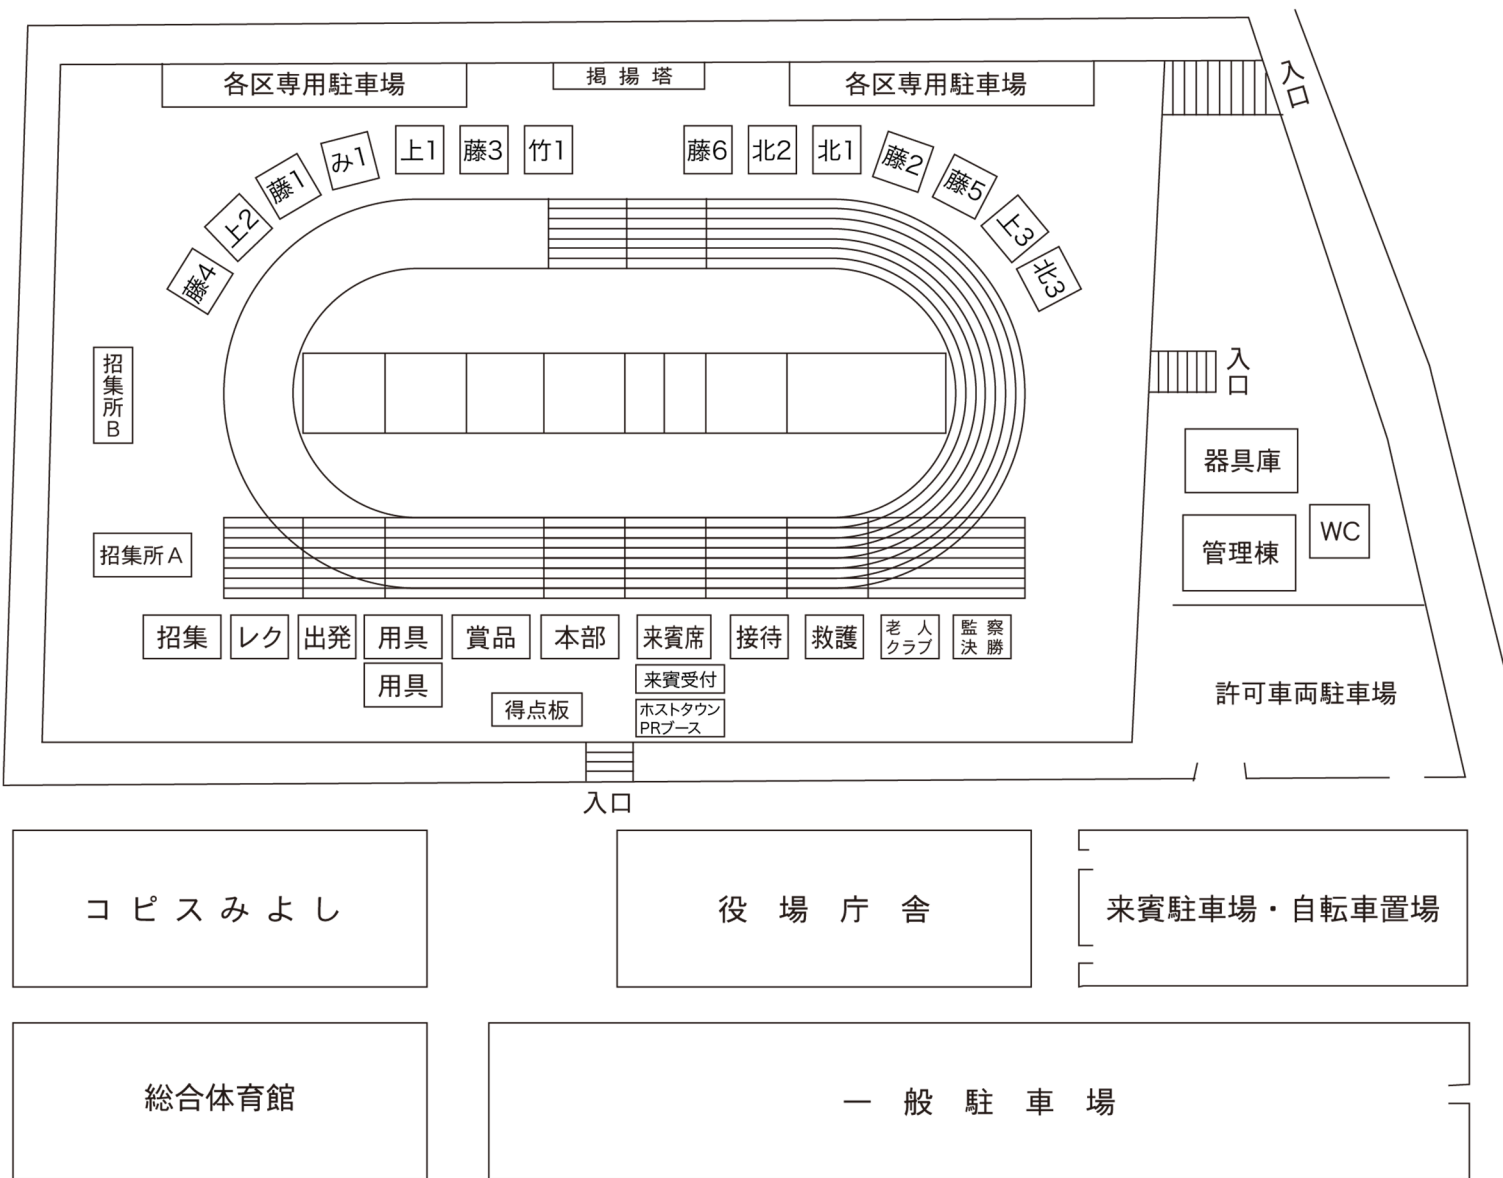 各区専用駐車場
掲揚塔
各区専用駐車場
入口
藤4
上2
藤1
み1
上1
藤3
竹1
藤6
北2
北1
藤2
藤5
上3
北3
招集所B
入口
器具庫
招集所A
管理棟
WC
招集
レク
出発
用具
賞品
本部
来賓席
接待
救護
老人
クラブ
監察
決勝
用具
来賓受付
得点板
ホストタウン
PRブース
許可車両駐車場
入口
コピスみよし
役場庁舎
来賓駐車場・自転車置場
総合体育館
一般駐車場